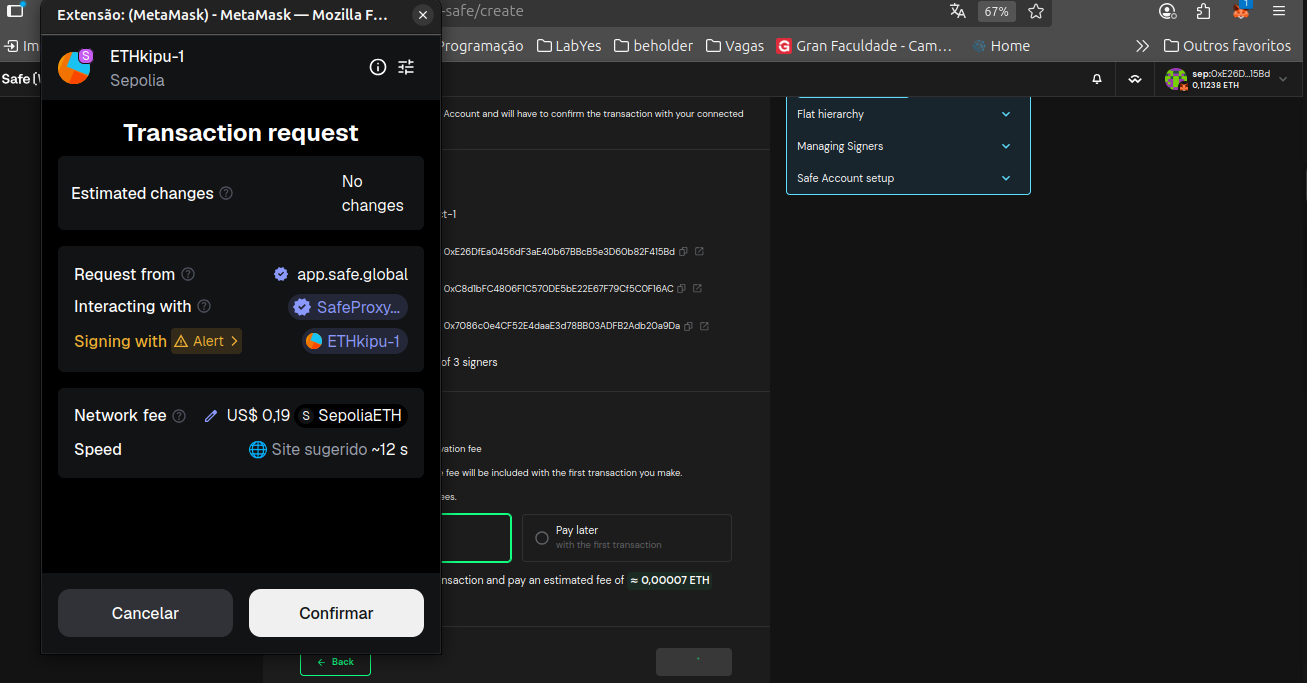 Extensão: (MetaMask) - MetaMask — Mozilla F...
-safe/create
67%
1
Im
Programação
LabYes
beholder
Vagas
Gran Faculdade - Cam...
Home
Outros favoritos
S
ETHkipu-1
Sepolia
Safe (
sep:0xE26D...15Bd
0,11238 ETH
Transaction request
Estimated changes
No
changes
Request from
app.safe.global
Interacting with
SafeProxy...
Signing with
Alert
ETHkipu-1
Network fee
US$ 0,19
S
SepoliaETH
Speed
Site sugerido ~12 s
Cancelar
Confirmar
Account and will have to confirm the transaction with your connected
ct-1
0xE26DfEa0456dF3aE40b67BBcB5e3D60b82F415Bd
0xC8d1bFC4806F1C570DE5bE22E67F79Cf5C0F16AC
0x7086c0e4CF52E4daaE3d78BB03ADFB2Adb20a9Da
of 3 signers
vation fee
fee will be included with the first transaction you make.
ees.
Pay later
with the first transaction
nsaction and pay an estimated fee of ≈ 0,00007 ETH
Back
Flat hierarchy
Managing Signers
Safe Account setup